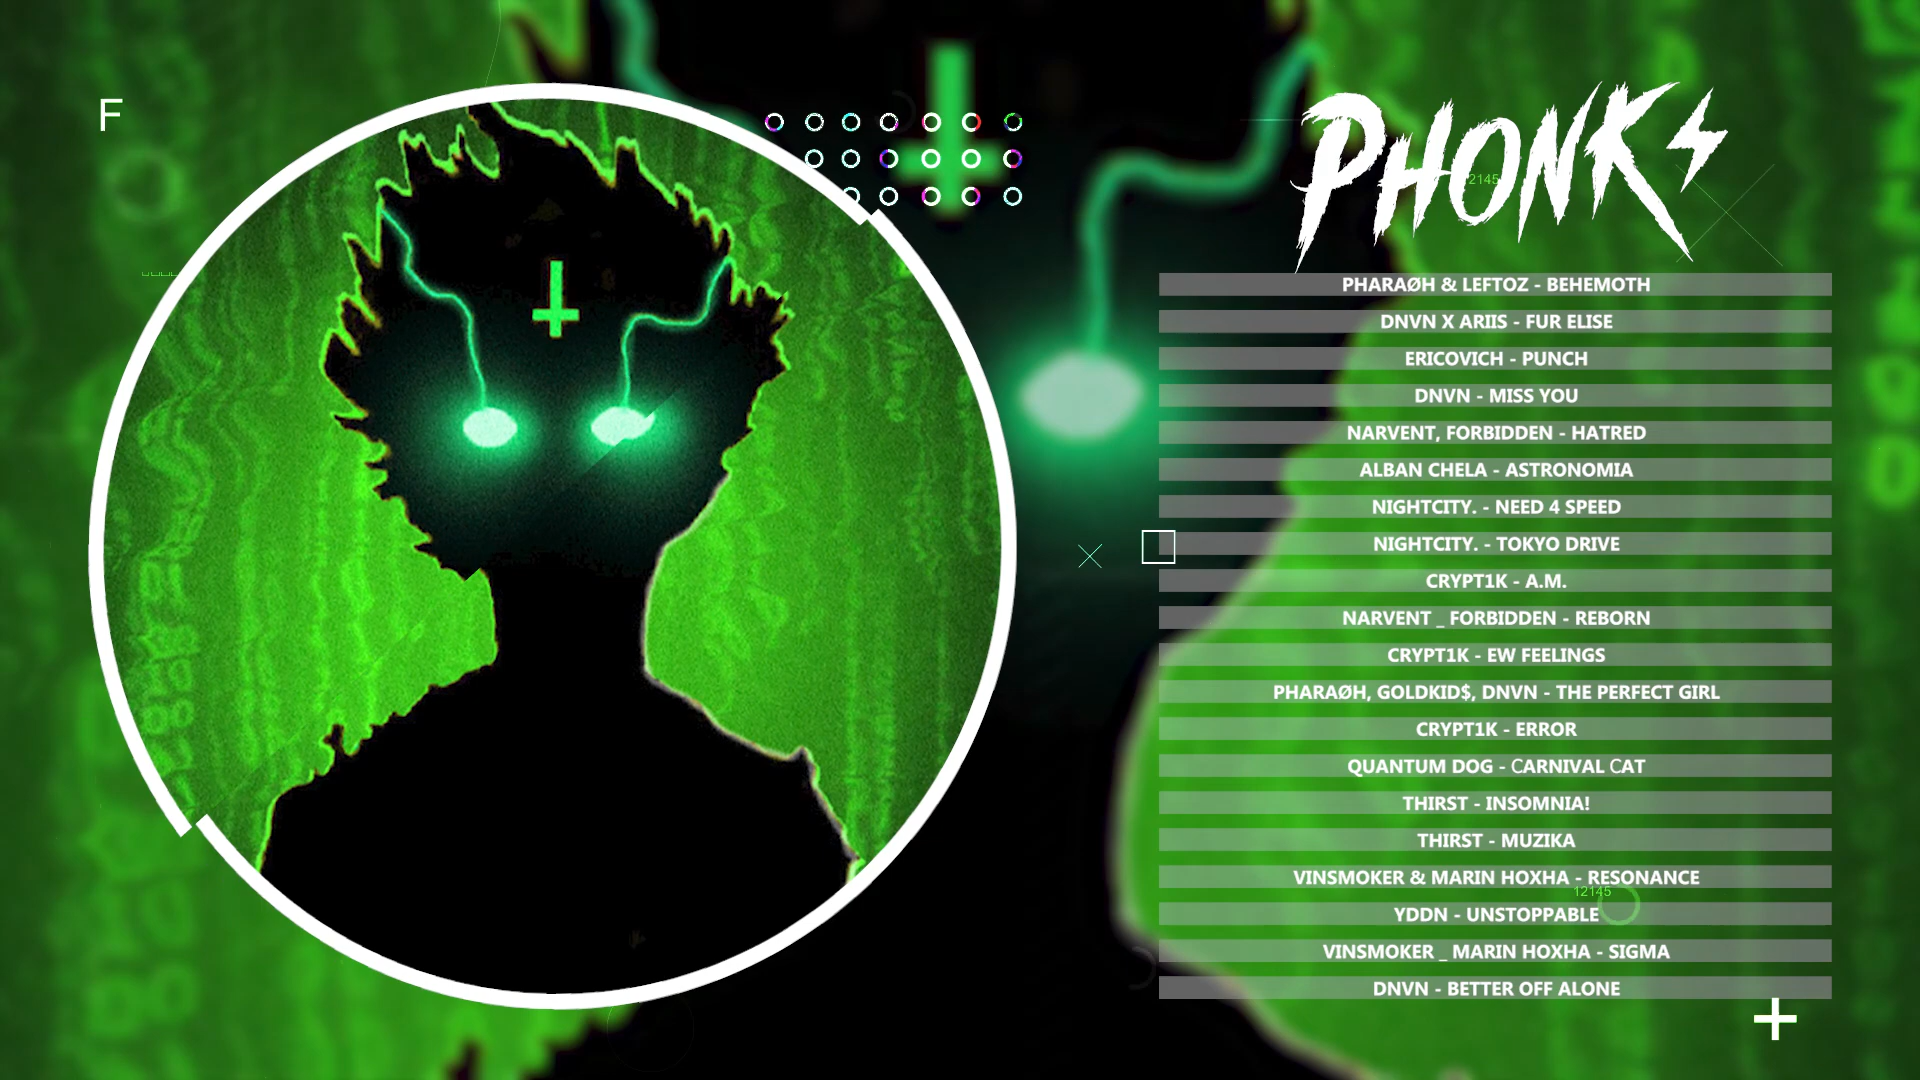 F
PHONK
2145
PHARAØH & LEFTOZ - BEHEMOTH
DNVN X ARIIS - FUR ELISE
ERICOVICH - PUNCH
DNVN - MISS YOU
NARVENT, FORBIDDEN - HATRED
ALBAN CHELA - ASTRONOMIA
NIGHTCITY. - NEED 4 SPEED
NIGHTCITY. - TOKYO DRIVE
CRYPT1K - A.M.
NARVENT _ FORBIDDEN - REBORN
CRYPT1K - EW FEELINGS
PHARAØH, GOLDKID$, DNVN - THE PERFECT GIRL
CRYPT1K - ERROR
QUANTUM DOG - CARNIVAL CAT
THIRST - INSOMNIA!
THIRST - MUZIKA
VINSMOKER & MARIN HOXHA - RESONANCE
12145
YDDN - UNSTOPPABLE
VINSMOKER _ MARIN HOXHA - SIGMA
DNVN - BETTER OFF ALONE